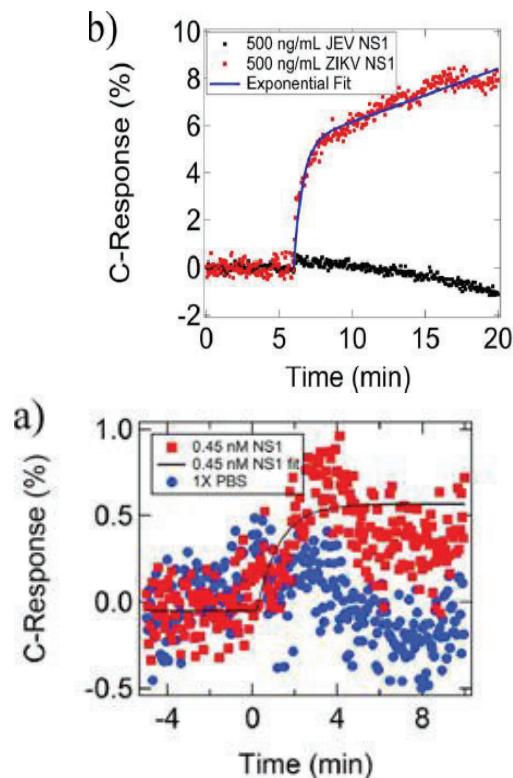 b)
500 ng/mL JEV NS1
500 ng/mL ZIKV NS1
Exponential Fit
C-Response (%)
10
8
6
4
2
0
-2
0 5 10 15 20
Time (min)
a)
0.45 nM NS1
0.45 nM NS1 fit
1X PBS
C-Response (%)
1.0
0.5
0.0
-0.5
-4 0 4 8
Time (min)